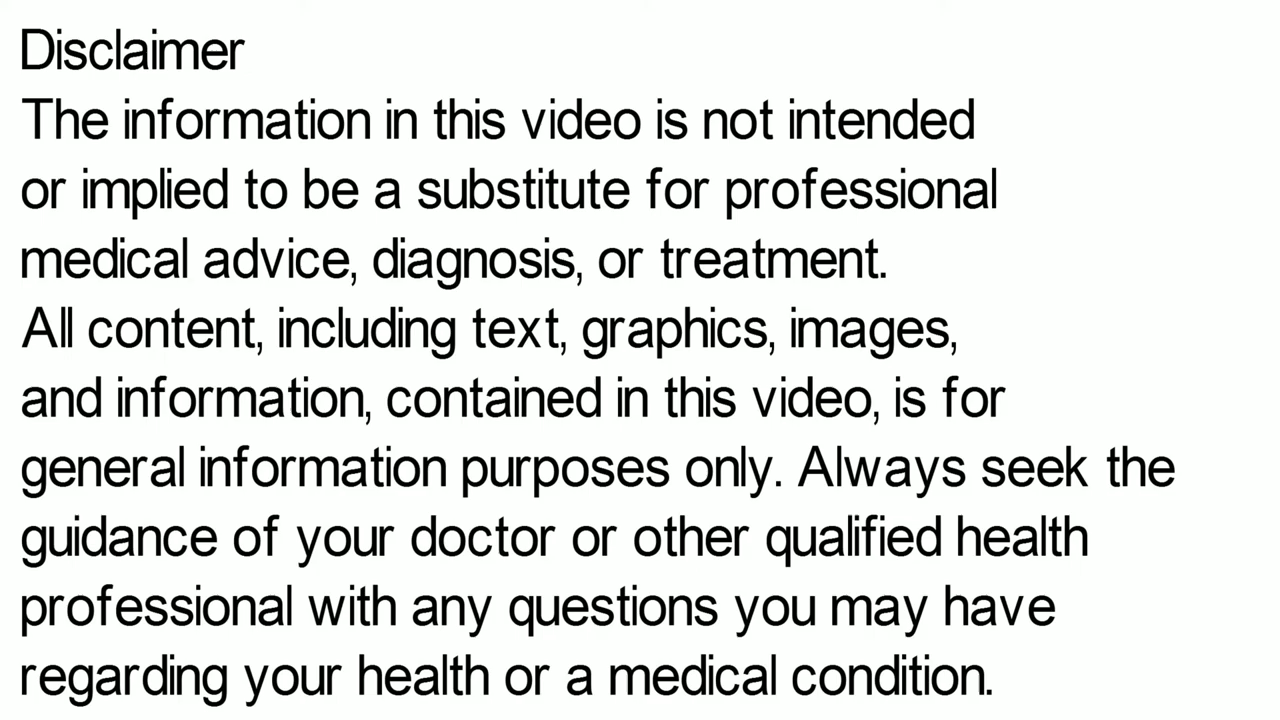 Disclaimer
The information in this video is not intended
or implied to be a substitute for professional
medical advice, diagnosis, or treatment.
All content, including text, graphics, images,
and information, contained in this video, is for
general information purposes only. Always seek the
guidance of your doctor or other qualified health
professional with any questions you may have
regarding your health or a medical condition.